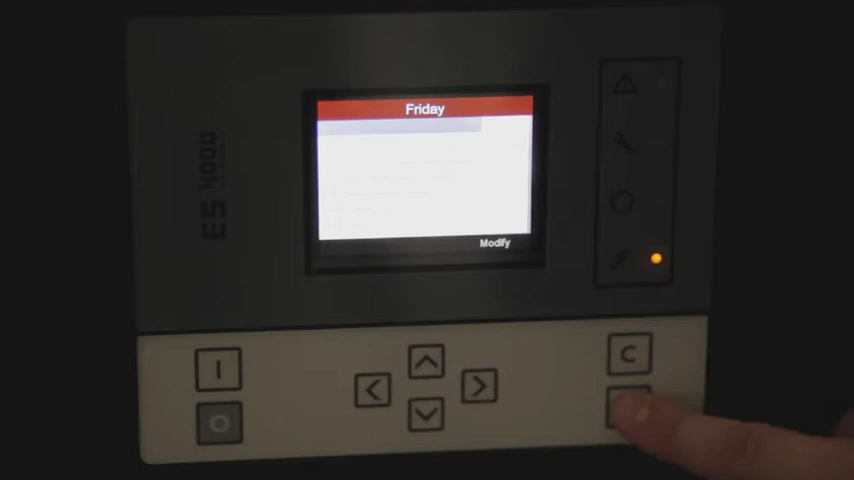 Friday
Modify
ES 4000
I
O
C